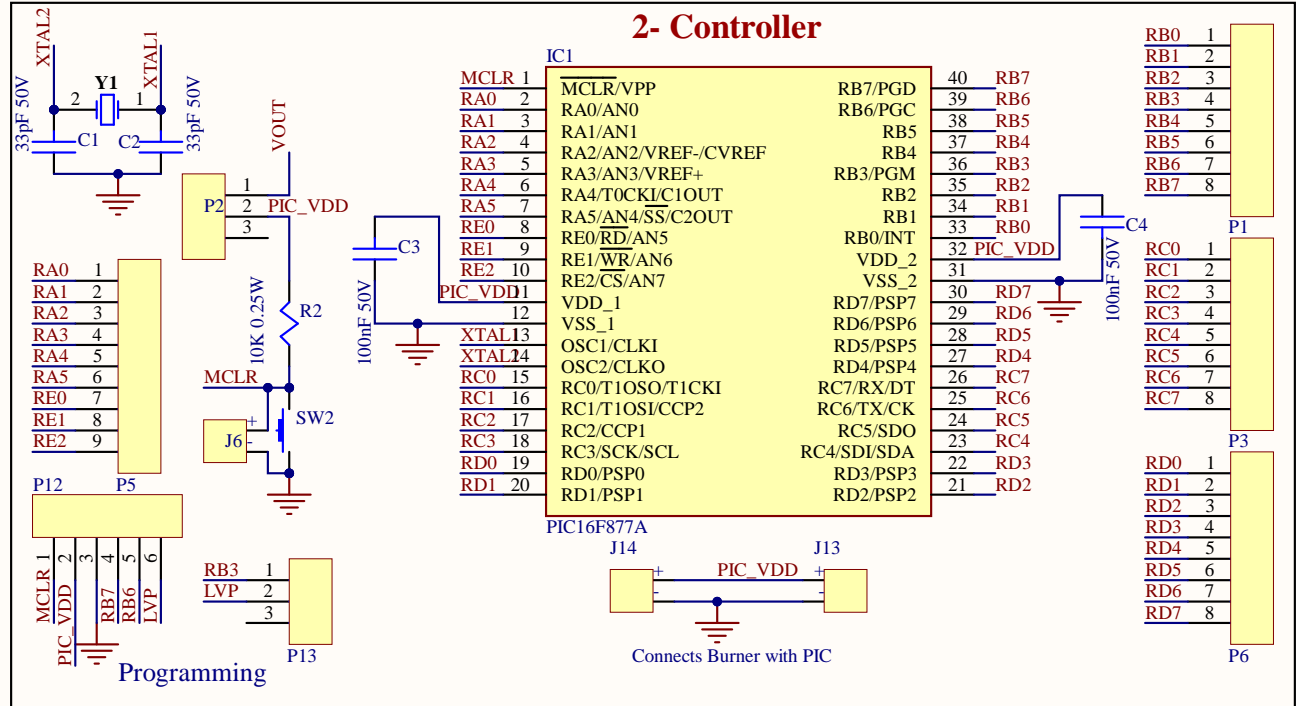 2- Controller
XTAL2
XTAL1
Y1
2
1
33pF 50V
C1
C2
33pF 50V
VOUT
P2
1
2
3
PIC_VDD
R2
10K 0.25W
MCLR
J6
+
-
SW2
C3
100nF 50V
RA0 1
RA1 2
RA2 3
RA3 4
RA4 5
RA5 6
RE0 7
RE1 8
RE2 9
P5
IC1
MCLR 1 MCLR/VPP
RA0 2 RA0/AN0
RA1 3 RA1/AN1
RA2 4 RA2/AN2/VREF-/CVREF
RA3 5 RA3/AN3/VREF+
RA4 6 RA4/T0CKI/C1OUT
RA5 7 RA5/AN4/SS/C2OUT
RE0 8 RE0/RD/AN5
RE1 9 RE1/WR/AN6
RE2 10 RE2/CS/AN7
PIC_VDD 11 VDD_1
12 VSS_1
XTAL1 13 OSC1/CLKI
XTAL2 14 OSC2/CLKO
RC0 15 RC0/T1OSO/T1CKI
RC1 16 RC1/T1OSI/CCP2
RC2 17 RC2/CCP1
RC3 18 RC3/SCK/SCL
RD0 19 RD0/PSP0
RD1 20 RD1/PSP1
RB7/PGD 40 RB7
RB6/PGC 39 RB6
RB5 38 RB5
RB4 37 RB4
RB3/PGM 36 RB3
RB2 35 RB2
RB1 34 RB1
RB0/INT 33 RB0
VDD_2 32 PIC_VDD
VSS_2 31
RD7/PSP7 30 RD7
RD6/PSP6 29 RD6
RD5/PSP5 28 RD5
RD4/PSP4 27 RD4
RC7/RX/DT 26 RC7
RC6/TX/CK 25 RC6
RC5/SDO 24 RC5
RC4/SDI/SDA 23 RC4
RD3/PSP3 22 RD3
RD2/PSP2 21 RD2
PIC16F877A
C4
100nF 50V
RB0 1
RB1 2
RB2 3
RB3 4
RB4 5
RB5 6
RB6 7
RB7 8
P1
RC0 1
RC1 2
RC2 3
RC3 4
RC4 5
RC5 6
RC6 7
RC7 8
P3
RD0 1
RD1 2
RD2 3
RD3 4
RD4 5
RD5 6
RD6 7
RD7 8
P6
P12
MCLR 1
PIC_VDD 2
3
RB7 4
RB6 5
LVP 6
Programming
RB3 1
LVP 2
3
P13
J14
+
-
PIC_VDD
J13
+
-
Connects Burner with PIC